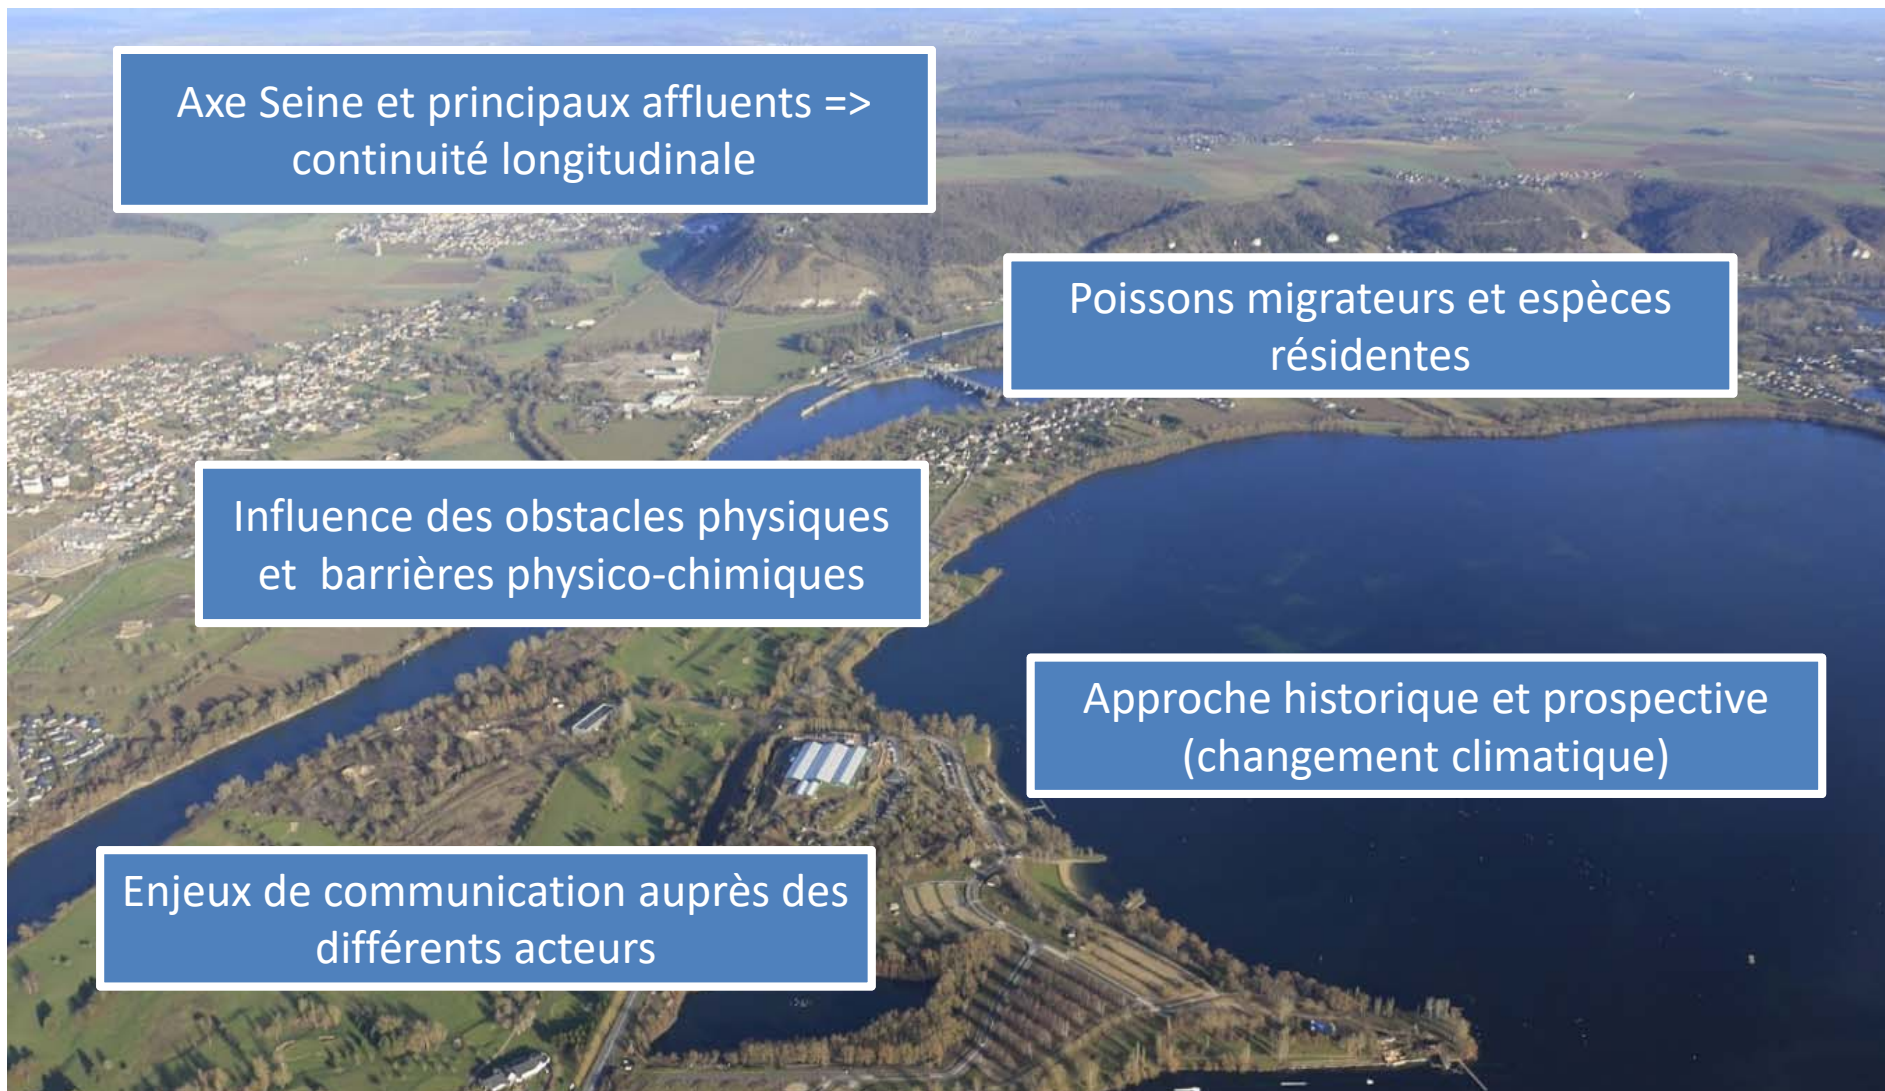 Axe Seine et principaux affluents =>
continuité longitudinale
Poissons migrateurs et espèces
résidentes
Influence des obstacles physiques
et  barrières physico-chimiques
Approche historique et prospective
(changement climatique)
Enjeux de communication auprès des
différents acteurs